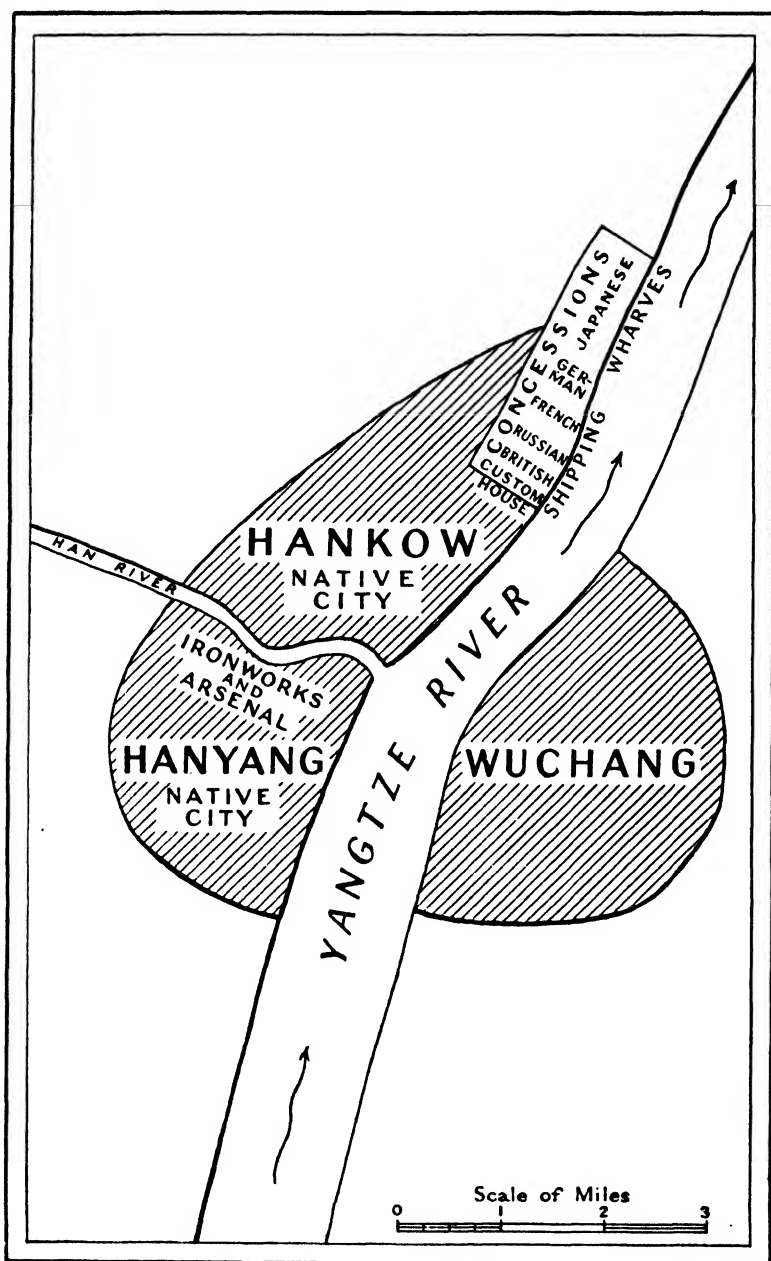 CONCESSIONS
JAPANESE
GER-
MAN
FRENCH
RUSSIAN
BRITISH
CUSTOM
HOUSE
SHIPPING WHARVES
HANKOW
NATIVE
CITY
HAN RIVER
IRONWORKS
AND
ARSENAL
HANYANG
NATIVE
CITY
YANGTZE RIVER
WUCHANG
Scale of Miles
0 1 2 3